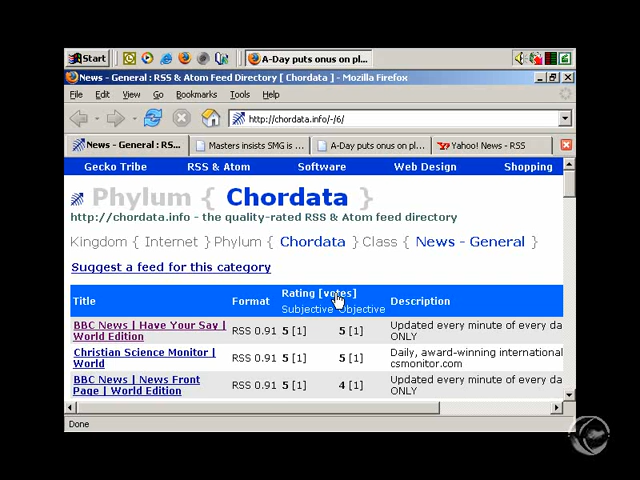 Start
A-Day puts onus on pl...
News - General : RSS & Atom Feed Directory [ Chordata ] - Mozilla Firefox
File Edit View Go Bookmarks Tools Help
http://chordata.info/-/6/
News - General : RS...
Masters insists SMG is ...
A-Day puts onus on pl...
Yahoo! News - RSS
Gecko Tribe RSS & Atom Software Web Design Shopping
Phylum { Chordata }
http://chordata.info - the quality-rated RSS & Atom feed directory
Kingdom { Internet } Phylum { Chordata } Class { News - General }
Suggest a feed for this category
Title Format Rating [votes] Description
Subjective Objective
BBC News | Have Your Say | World Edition RSS 0.91 5 [1] 5 [1] Updated every minute of every da ONLY
Christian Science Monitor | World RSS 0.91 5 [1] 5 [1] Daily, award-winning international csmonitor.com
BBC News | News Front Page | World Edition RSS 0.91 5 [1] 4 [1] Updated every minute of every da ONLY
Done